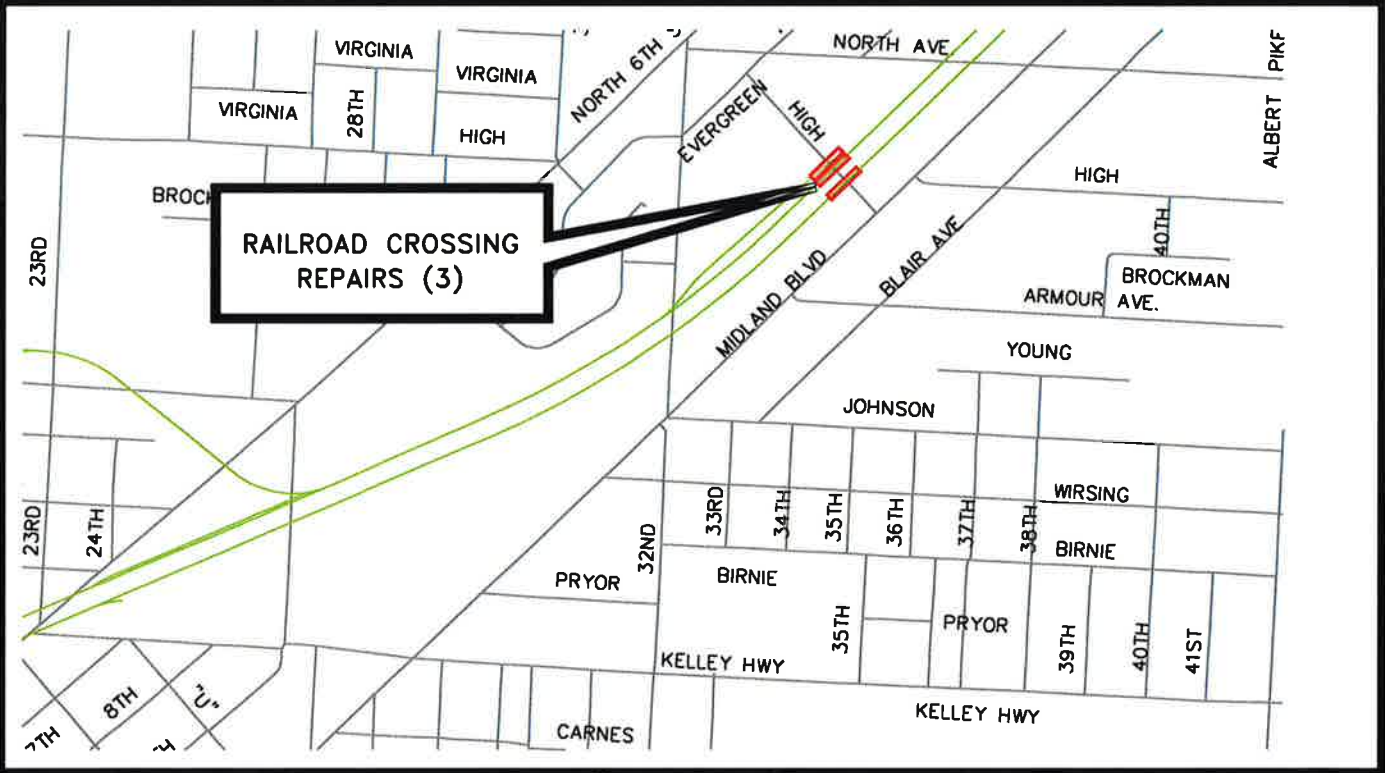 VIRGINIA
NORTH AVE.
VIRGINIA
NORTH 6TH
VIRGINIA
28TH
HIGH
EVERGREEN
HIGH
ALBERT PIKE
HIGH
40TH
23RD
RAILROAD CROSSING
REPAIRS (3)
MIDLAND BLVD
BLAIR AVE
ARMOUR
BROCKMAN
AVE.
YOUNG
JOHNSON
23RD
24TH
32ND
33RD
34TH
35TH
36TH
37TH
38TH
WIRSING
BIRNIE
PRYOR
BIRNIE
35TH
PRYOR
39TH
40TH
41ST
KELLEY HWY
KELLEY HWY
8TH
"U"
7TH
CARNES